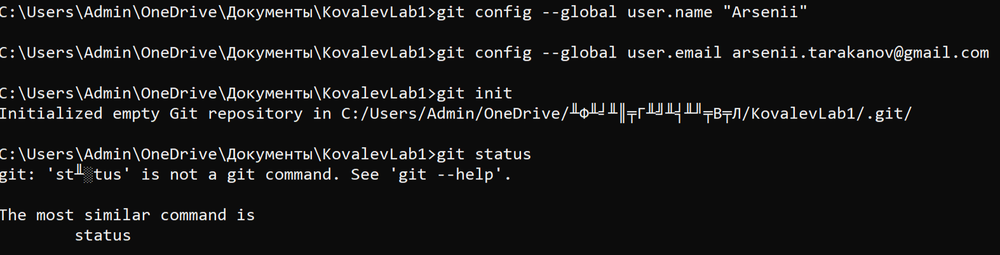 C:\Users\Admin\OneDrive\Документы\KovalevLab1>git config --global user.name "Arsenii"
C:\Users\Admin\OneDrive\Документы\KovalevLab1>git config --global user.email arsenii.tarakanov@gmail.com
C:\Users\Admin\OneDrive\Документы\KovalevLab1>git init
Initialized empty Git repository in C:/Users/Admin/OneDrive/╨Ф╨╛╨║╤Г╨╝╨╡╨╜╤В╤Л/KovalevLab1/.git/
C:\Users\Admin\OneDrive\Документы\KovalevLab1>git stаtus
git: 'st╨░tus' is not a git command. See 'git --help'.
The most similar command is
status